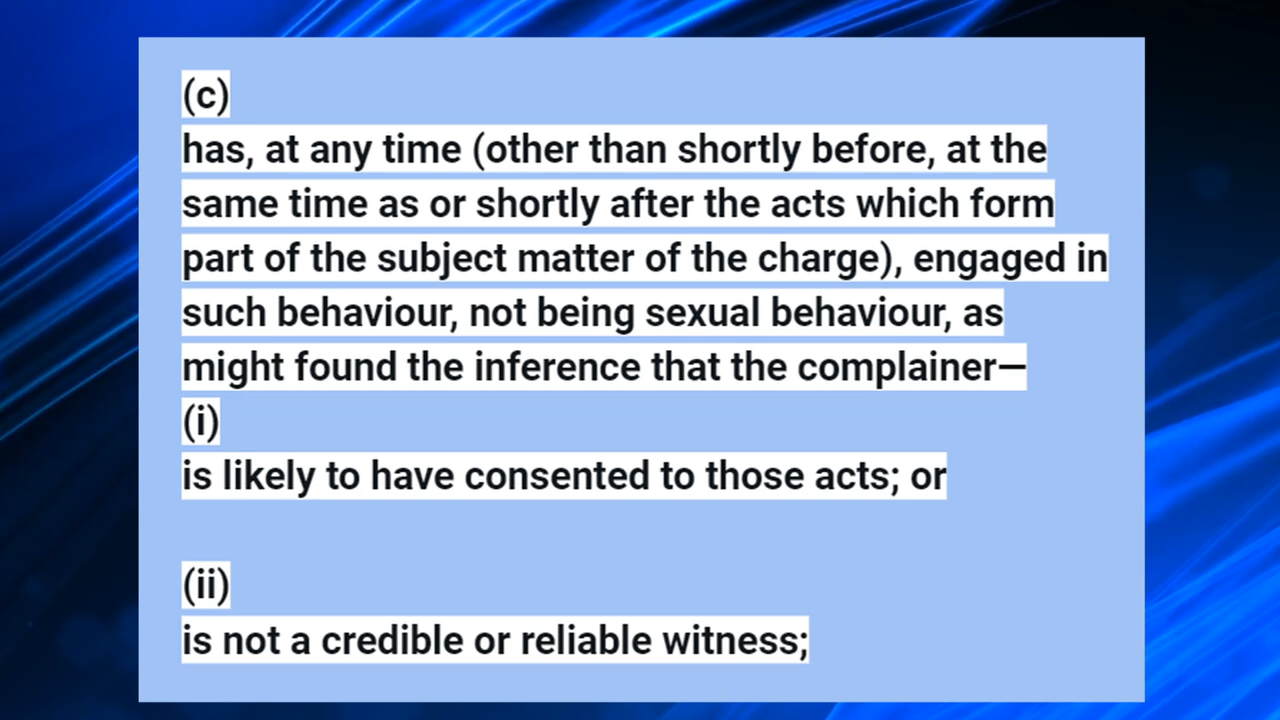 (c)
has, at any time (other than shortly before, at the
same time as or shortly after the acts which form
part of the subject matter of the charge), engaged in
such behaviour, not being sexual behaviour, as
might found the inference that the complainer—
(i)
is likely to have consented to those acts; or
(ii)
is not a credible or reliable witness;